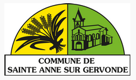 COMMUNE DE
SAINTE ANNE SUR GERVONDE